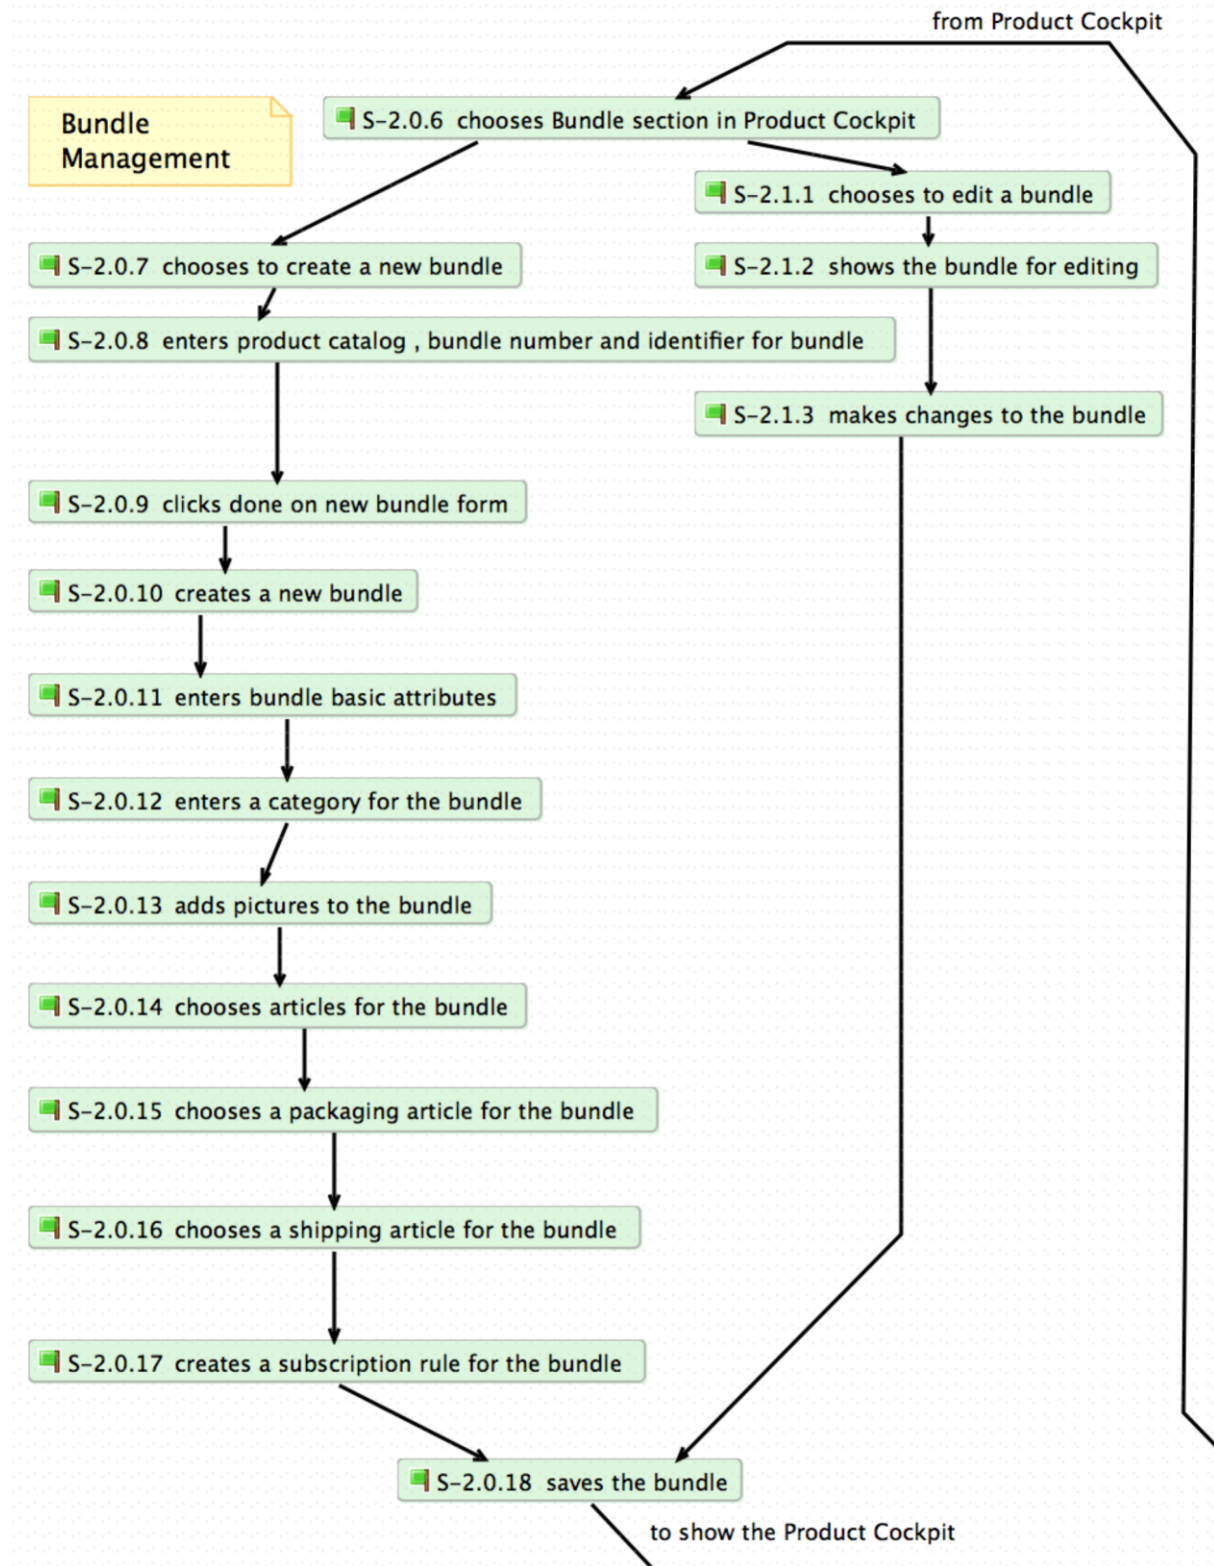 from Product Cockpit
Bundle
Management
S-2.0.6 chooses Bundle section in Product Cockpit
S-2.1.1 chooses to edit a bundle
S-2.0.7 chooses to create a new bundle
S-2.1.2 shows the bundle for editing
S-2.0.8 enters product catalog , bundle number and identifier for bundle
S-2.1.3 makes changes to the bundle
S-2.0.9 clicks done on new bundle form
S-2.0.10 creates a new bundle
S-2.0.11 enters bundle basic attributes
S-2.0.12 enters a category for the bundle
S-2.0.13 adds pictures to the bundle
S-2.0.14 chooses articles for the bundle
S-2.0.15 chooses a packaging article for the bundle
S-2.0.16 chooses a shipping article for the bundle
S-2.0.17 creates a subscription rule for the bundle
S-2.0.18 saves the bundle
to show the Product Cockpit